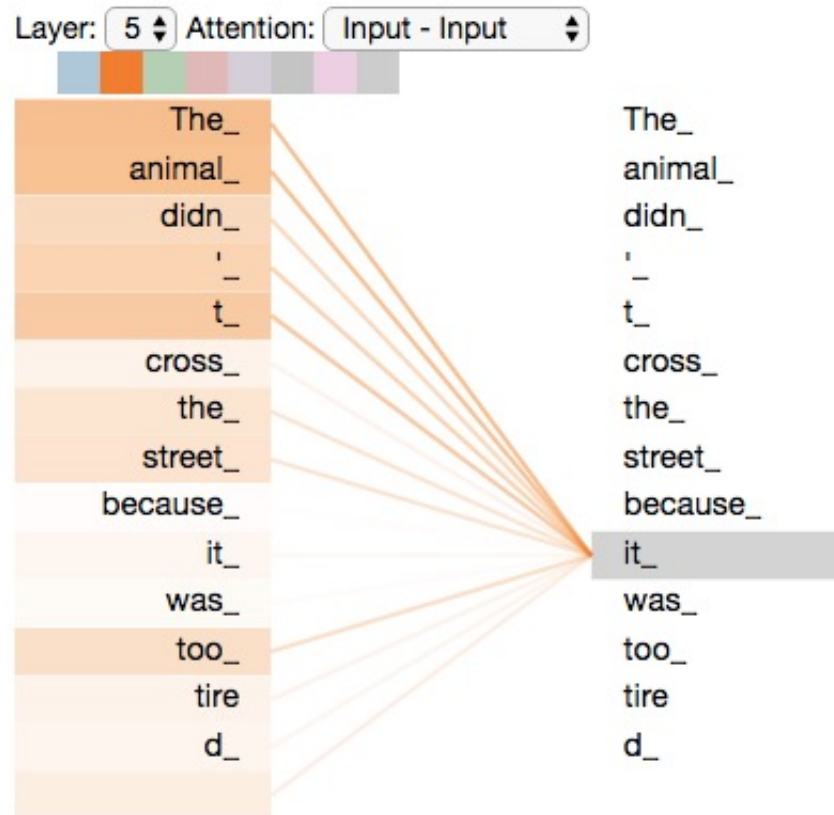 Layer: 5 Attention: Input - Input
The_ The_
animal_ animal_
didn_ didn_
'_ '_
t_ t_
cross_ cross_
the_ the_
street_ street_
because_ because_
it_ it_
was_ was_
too_ too_
tire tire
d_ d_